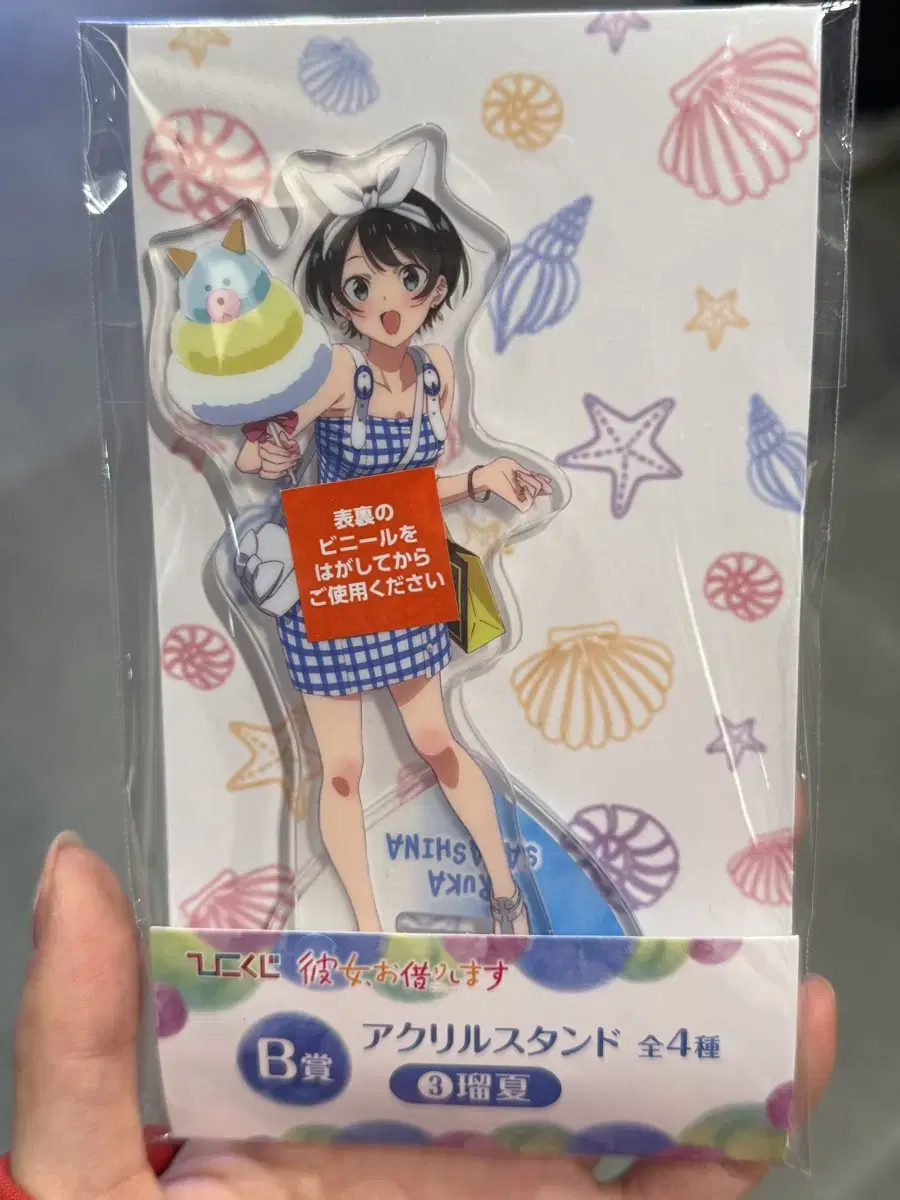 表裏の
ビニールを
はがしてから
ご使用ください
RUKA
ひこくじ 彼女、お借りします
B賞
アクリルスタンド 全4種
③瑠夏